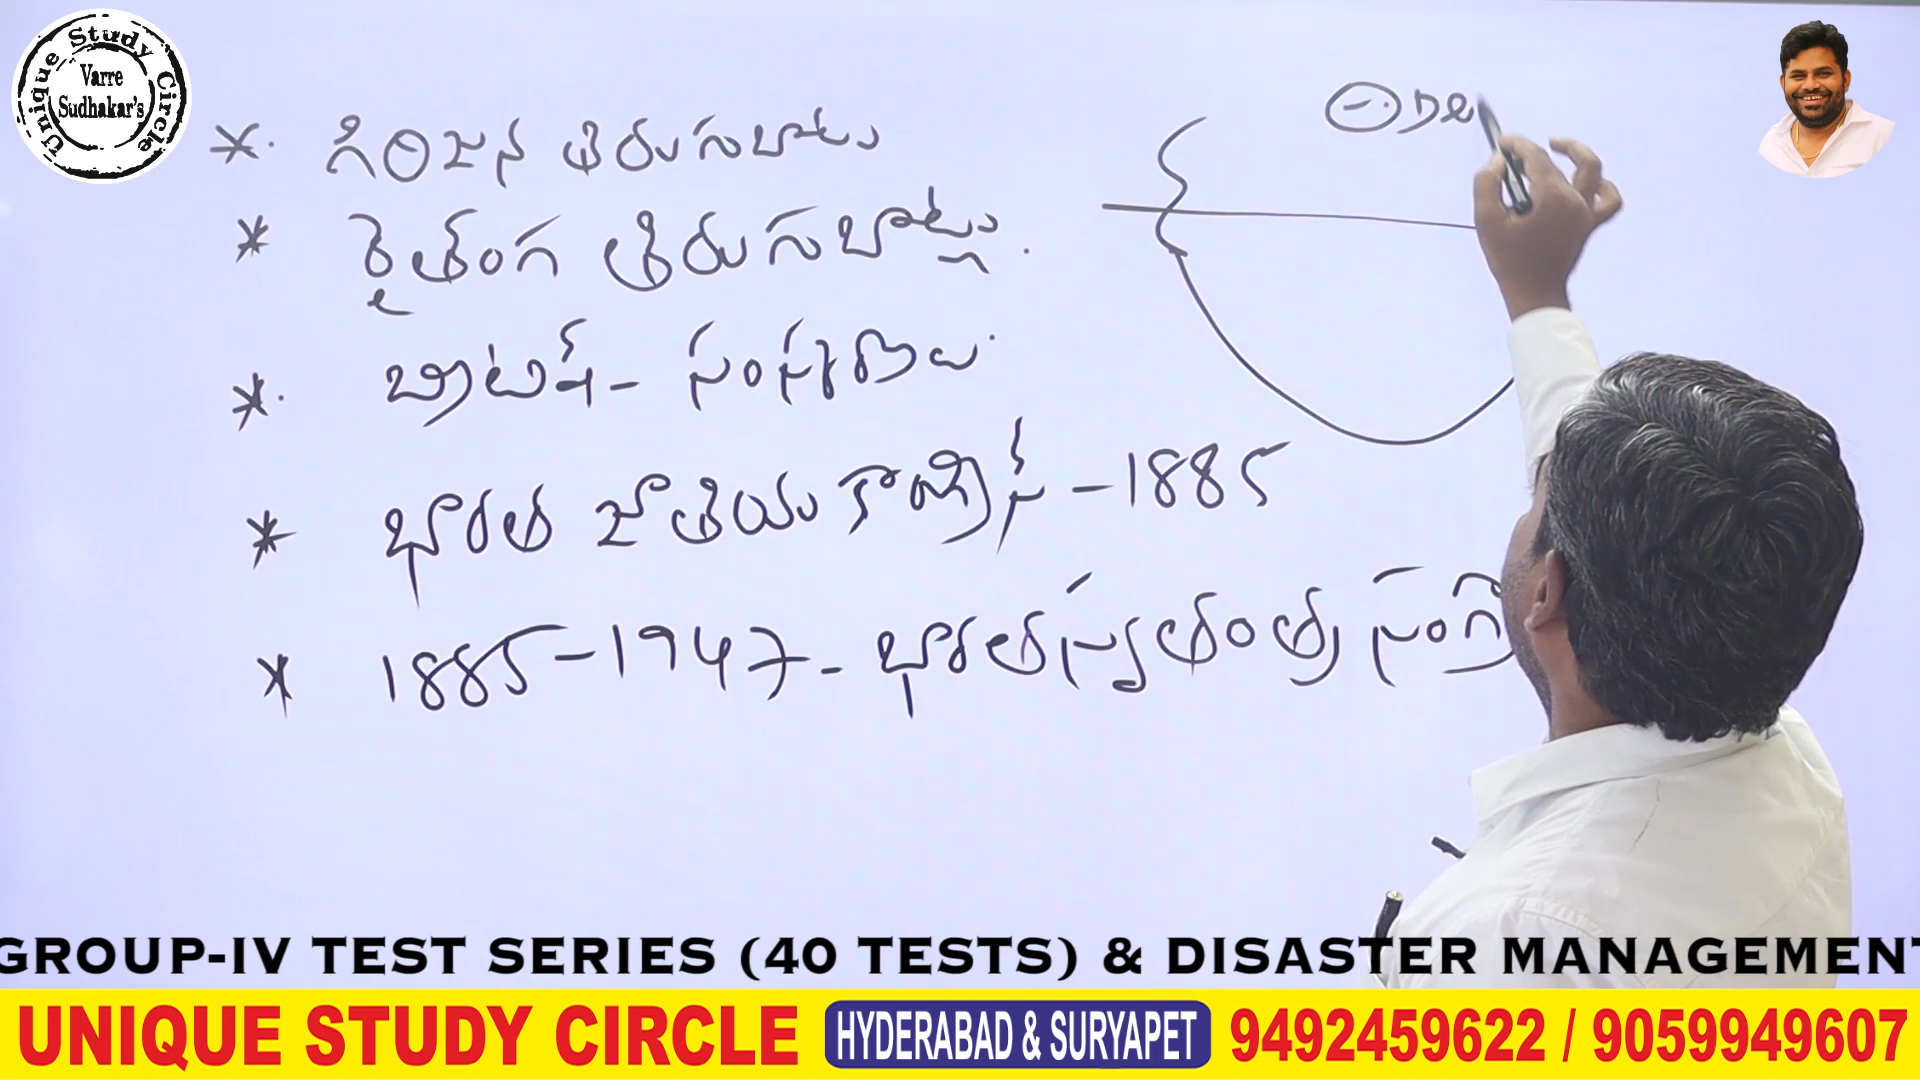 Unique Study Circle
Varre
Sudhakar's
* గిరిజన తిరుగుబాటు
* రైతాంగ తిరుగుబాట్లు.
* బ్రిటిష్ - సంస్కరణలు
* భారత జాతీయ కాంగ్రెస్ - 1885
* 1885-1947- భారత స్వతంత్ర
GROUP-IV TEST SERIES (40 TESTS) & DISASTER MANAGEMENT
UNIQUE STUDY CIRCLE HYDERABAD & SURYAPET 9492459622 / 9059949607